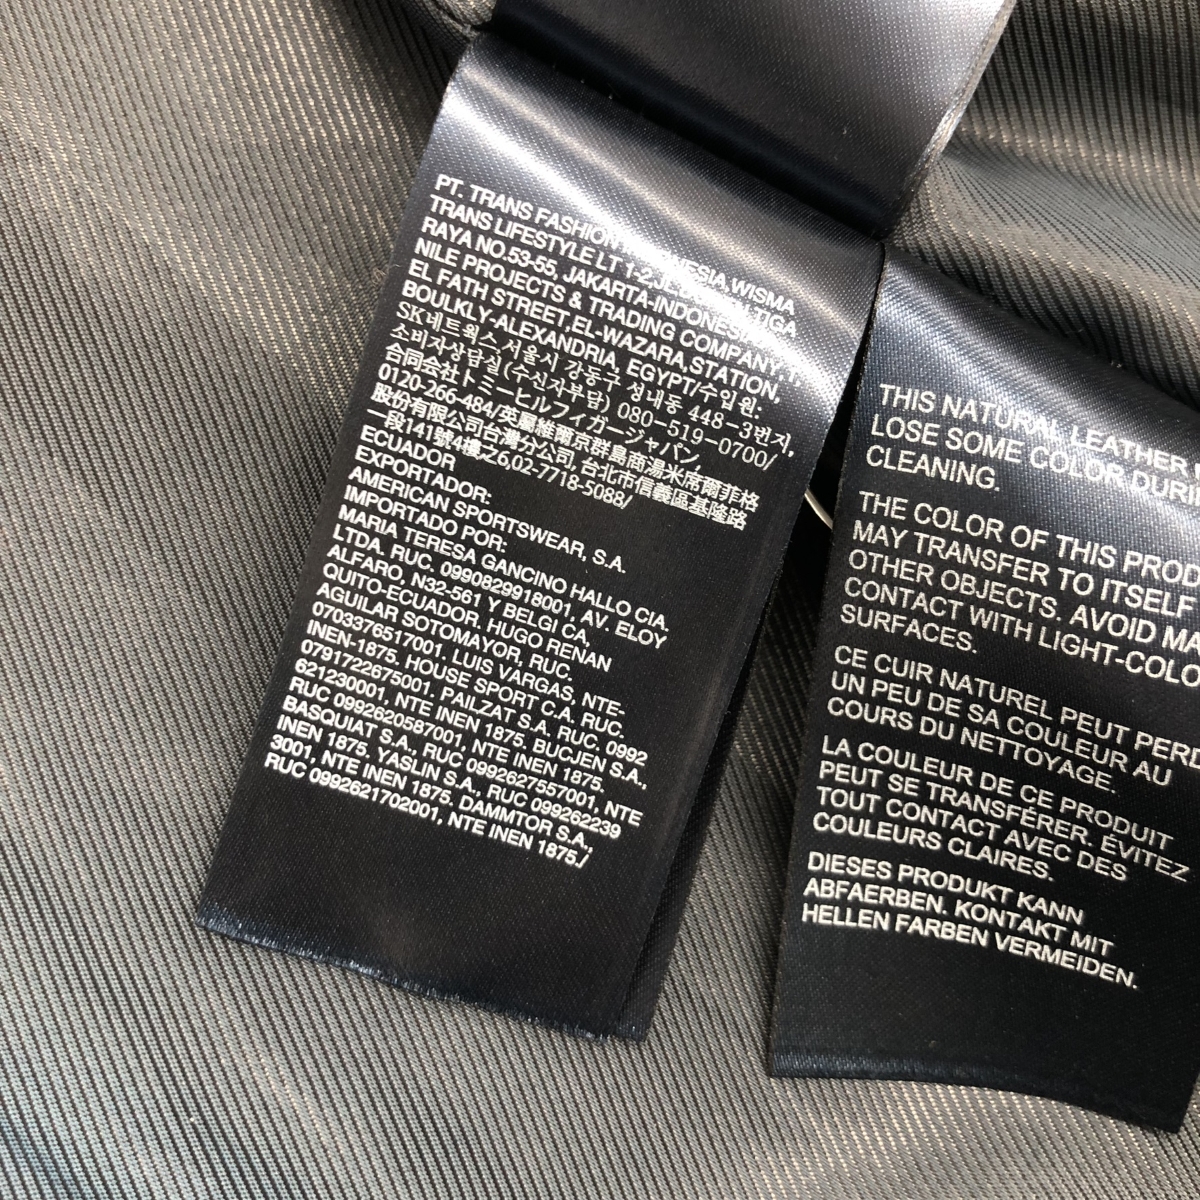 PT. TRANS FASHION INDONESIA,WISMA
TRANS LIFESTYLE LT 1-2,
RAYA NO.53-55, JAKARTA-INDONESIA
NILE PROJECTS & TRADING COMPANY,
EL FATH STREET,EL-WAZARA,STATION,
BOULKLY-ALEXANDRIA, EGYPT/수입원:
SK네트웍스 서울시 강동구 성내동 448-3번지,
소비자상담실(수신자부담) 080-519-0700/
合同会社トミーヒルフィガージャパン,
0120-266-484/英屬維爾京群島商湯米席爾菲格
股份有限公司台灣分公司, 台北市信義區基隆路
一段141號4樓之6,02-7718-5088/
ECUADOR
EXPORTADOR:
AMERICAN SPORTSWEAR, S.A.
IMPORTADO POR:
MARIA TERESA GANCINO HALLO CIA.
LTDA. RUC. 0990829918001, AV. ELOY
ALFARO, N32-561 Y BELGICA,
QUITO-ECUADOR. HUGO RENAN
AGUILAR SOTOMAYOR, RUC.
0703376517001. LUIS VARGAS, NTE.
INEN-1875. HOUSE SPORT C.A. RUC.
0791722675001. PAILZAT S.A. RUC. 0992
621230001, NTE INEN 1875. BUCJEN S.A.,
RUC 0992620587001, NTE INEN 1875.
BASQUIAT S.A., RUC 0992627557001, NTE
INEN 1875. YASLIN S.A., RUC 099262239
3001, NTE INEN 1875. DAMMTOR S.A.,
RUC 0992621702001, NTE INEN 1875./
THIS NATURAL LEATHER
LOSE SOME COLOR DURI
CLEANING.
THE COLOR OF THIS PROD
MAY TRANSFER TO ITSELF
OTHER OBJECTS. AVOID MA
CONTACT WITH LIGHT-COLO
SURFACES.
CE CUIR NATUREL PEUT PERD
UN PEU DE SA COULEUR AU
COURS DU NETTOYAGE.
LA COULEUR DE CE PRODUIT
PEUT SE TRANSFÉRER. ÉVITEZ
TOUT CONTACT AVEC DES
COULEURS CLAIRES.
DIESES PRODUKT KANN
ABFAERBEN. KONTAKT MIT
HELLEN FARBEN VERMEIDEN.